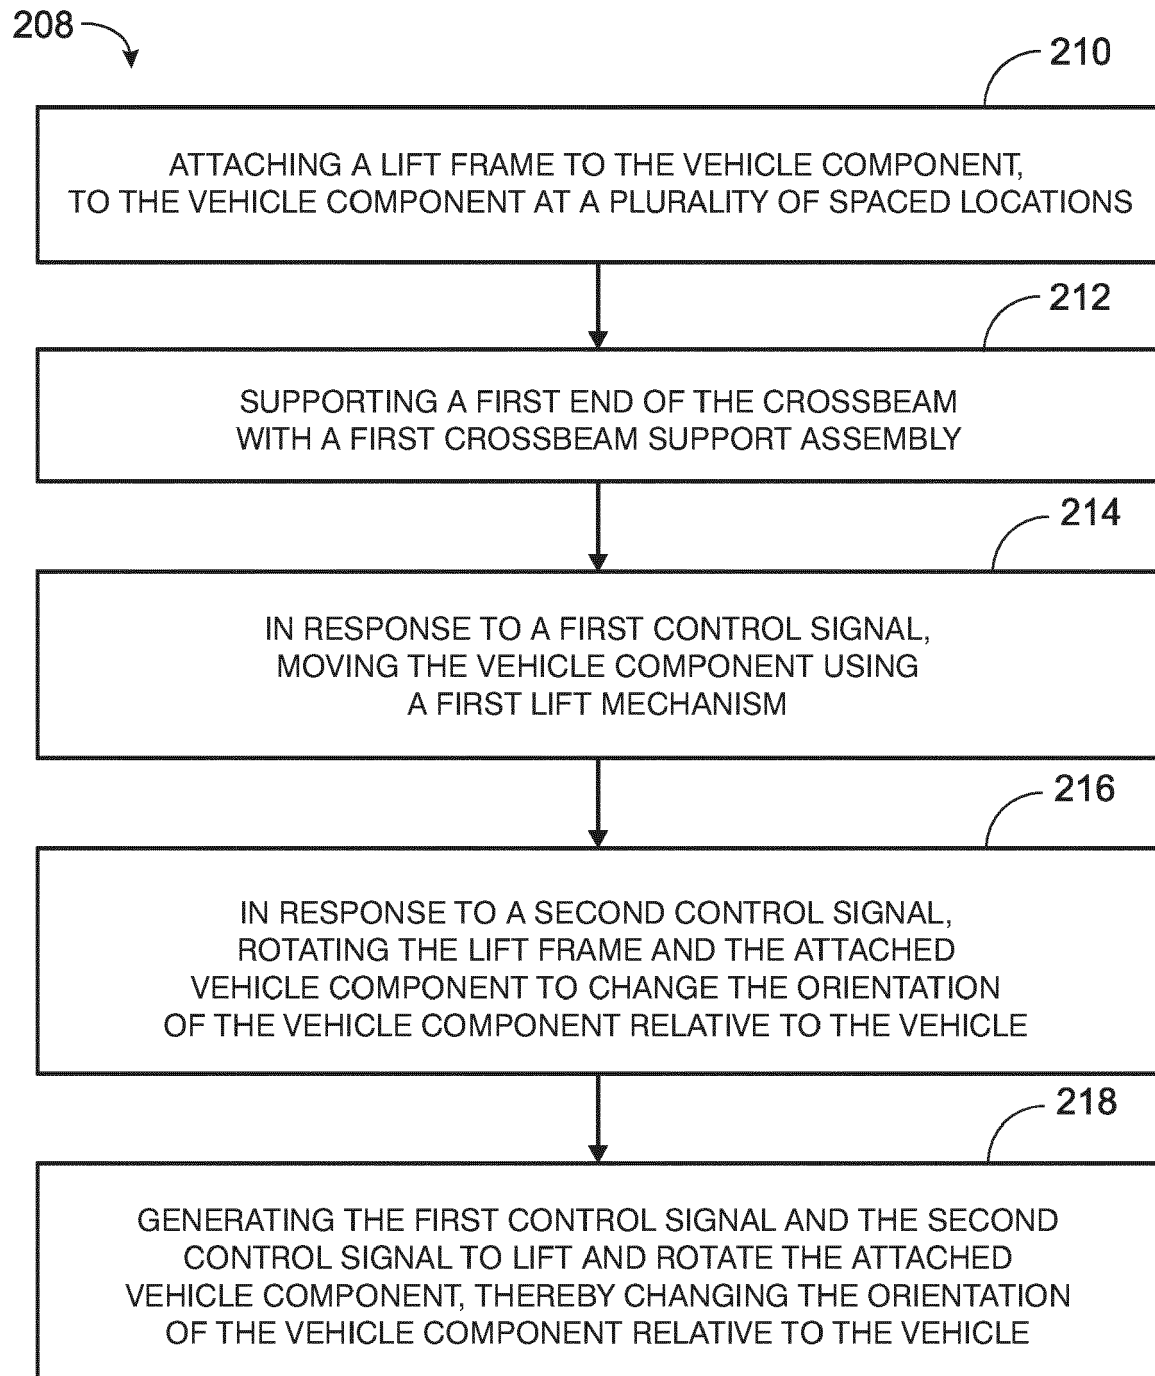 208
210
ATTACHING A LIFT FRAME TO THE VEHICLE COMPONENT,
TO THE VEHICLE COMPONENT AT A PLURALITY OF SPACED LOCATIONS
212
SUPPORTING A FIRST END OF THE CROSSBEAM
WITH A FIRST CROSSBEAM SUPPORT ASSEMBLY
214
IN RESPONSE TO A FIRST CONTROL SIGNAL,
MOVING THE VEHICLE COMPONENT USING
A FIRST LIFT MECHANISM
216
IN RESPONSE TO A SECOND CONTROL SIGNAL,
ROTATING THE LIFT FRAME AND THE ATTACHED
VEHICLE COMPONENT TO CHANGE THE ORIENTATION
OF THE VEHICLE COMPONENT RELATIVE TO THE VEHICLE
218
GENERATING THE FIRST CONTROL SIGNAL AND THE SECOND
CONTROL SIGNAL TO LIFT AND ROTATE THE ATTACHED
VEHICLE COMPONENT, THEREBY CHANGING THE ORIENTATION
OF THE VEHICLE COMPONENT RELATIVE TO THE VEHICLE